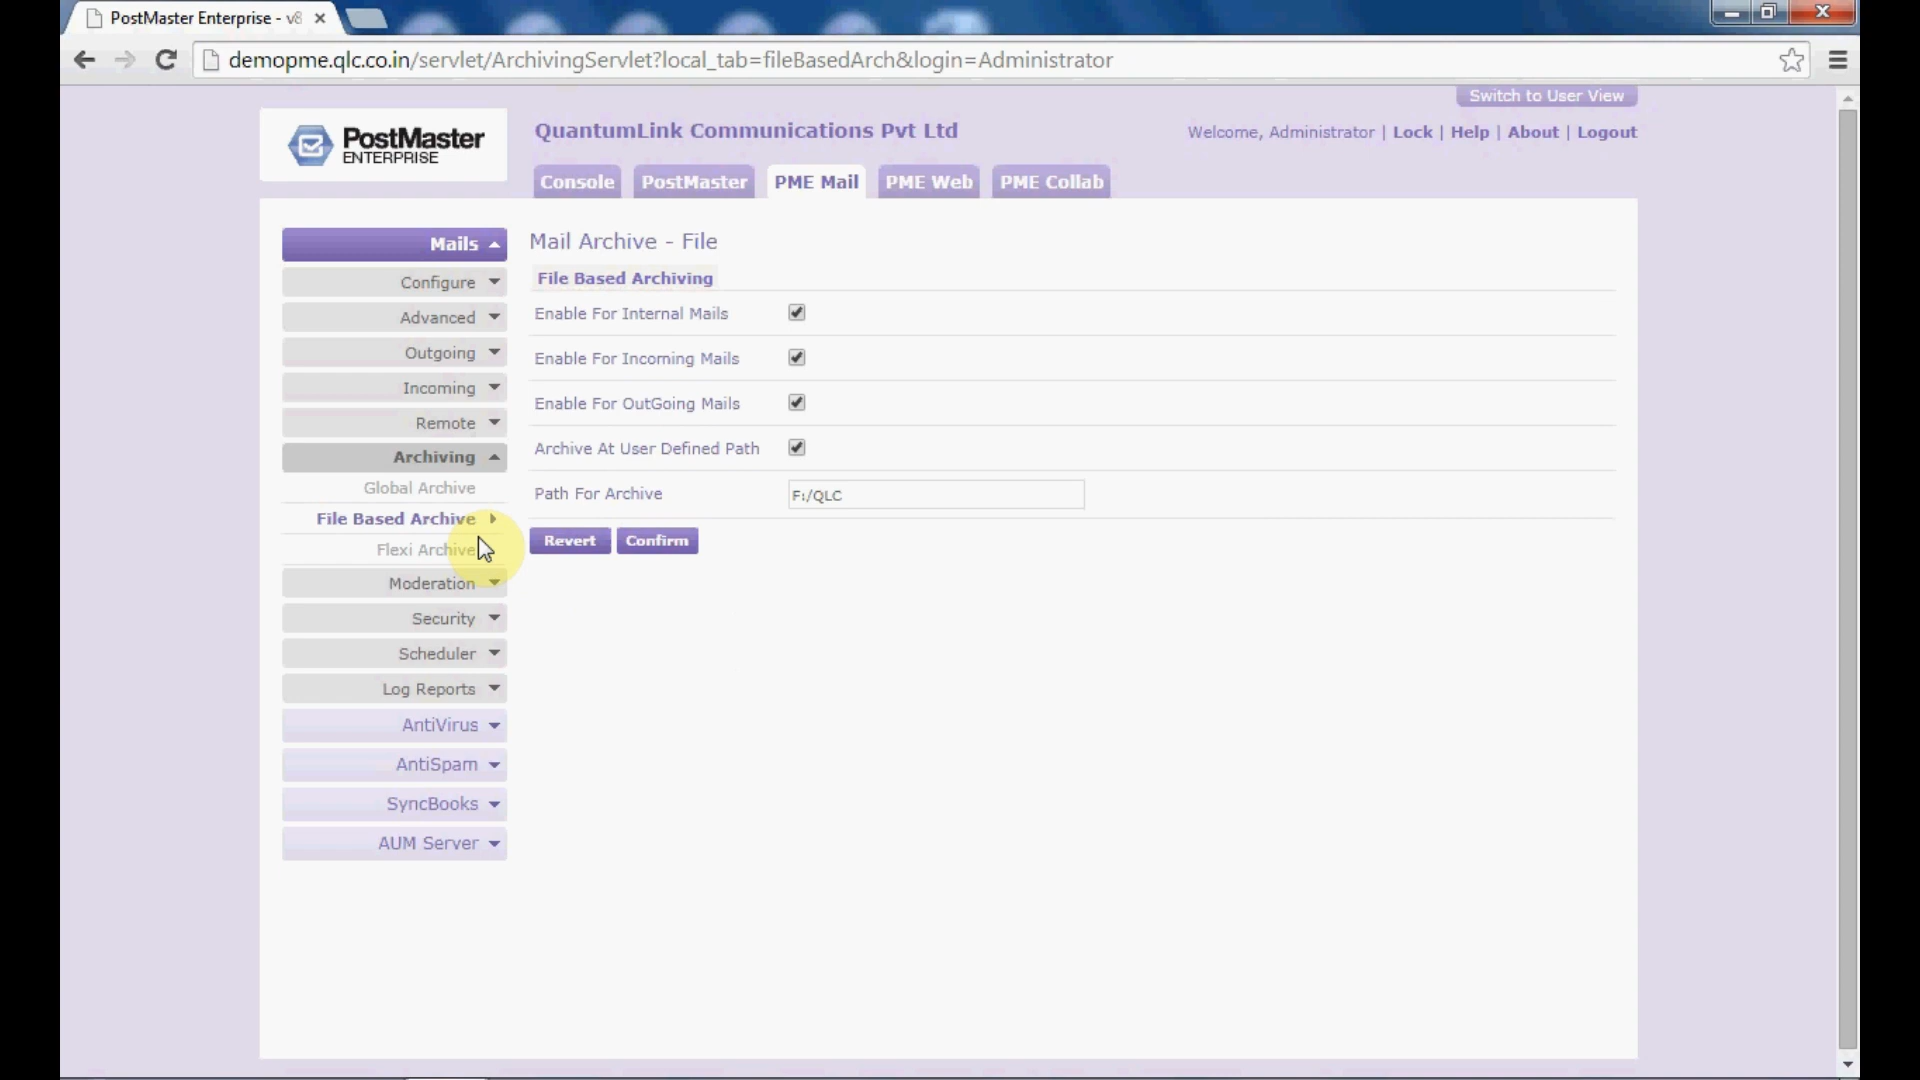 PostMaster Enterprise - v8
demopme.qlc.co.in/servlet/ArchivingServlet?local_tab=fileBasedArch&login=Administrator
Switch to User View
PostMaster
ENTERPRISE
QuantumLink Communications Pvt Ltd
Welcome, Administrator | Lock | Help | About | Logout
Console PostMaster PME Mail PME Web PME Collab
Mails
Configure
Advanced
Outgoing
Incoming
Remote
Archiving
Global Archive
File Based Archive
Flexi Archive
Moderation
Security
Scheduler
Log Reports
AntiVirus
AntiSpam
SyncBooks
AUM Server
Mail Archive - File
File Based Archiving
Enable For Internal Mails
Enable For Incoming Mails
Enable For OutGoing Mails
Archive At User Defined Path
Path For Archive F:/QLC
Revert Confirm